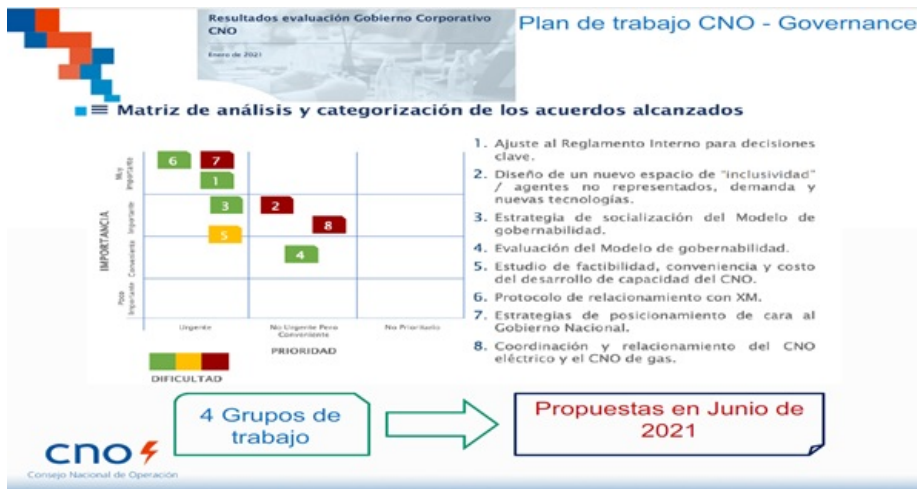 Resultados evaluación Gobierno Corporativo
CNO
Enero de 2021
Plan de trabajo CNO - Governance
Matriz de análisis y categorización de los acuerdos alcanzados
IMPORTANCIA
Muy
Importante
Importante
Conveniente
Poco
Importante
6
7
1
3
2
8
5
4
Urgente
No Urgente Pero
Conveniente
No Prioritario
PRIORIDAD
DIFICULTAD
1. Ajuste al Reglamento Interno para decisiones
clave.
2. Diseño de un nuevo espacio de "inclusividad"
/ agentes no representados, demanda y
nuevas tecnologías.
3. Estrategia de socialización del Modelo de
gobernabilidad.
4. Evaluación del Modelo de gobernabilidad.
5. Estudio de factibilidad, conveniencia y costo
del desarrollo de capacidad del CNO.
6. Protocolo de relacionamiento con XM.
7. Estrategias de posicionamiento de cara al
Gobierno Nacional.
8. Coordinación y relacionamiento del CNO
eléctrico y el CNO de gas.
4 Grupos de
trabajo
Propuestas en Junio de
2021
cno
Consejo Nacional de Operación